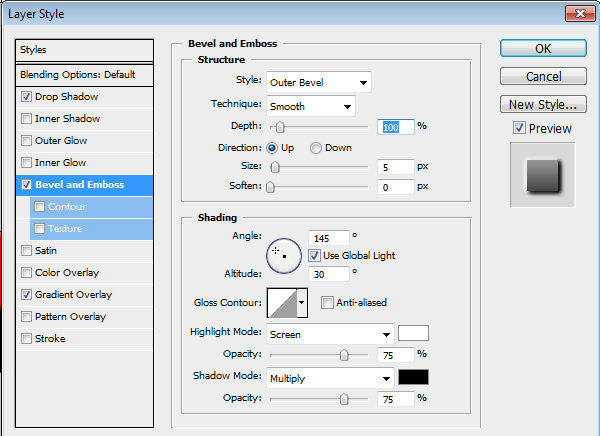 Layer Style
Styles
Blending Options: Default
Drop Shadow
Inner Shadow
Outer Glow
Inner Glow
Bevel and Emboss
Contour
Texture
Satin
Color Overlay
Gradient Overlay
Pattern Overlay
Stroke
Bevel and Emboss
Structure
Style: Outer Bevel
Technique: Smooth
Depth: 100 %
Direction: Up Down
Size: 5 px
Soften: 0 px
Shading
Angle: 145 °
Use Global Light
Altitude: 30 °
Gloss Contour: Anti-aliased
Highlight Mode: Screen
Opacity: 75 %
Shadow Mode: Multiply
Opacity: 75 %
OK
Cancel
New Style...
Preview